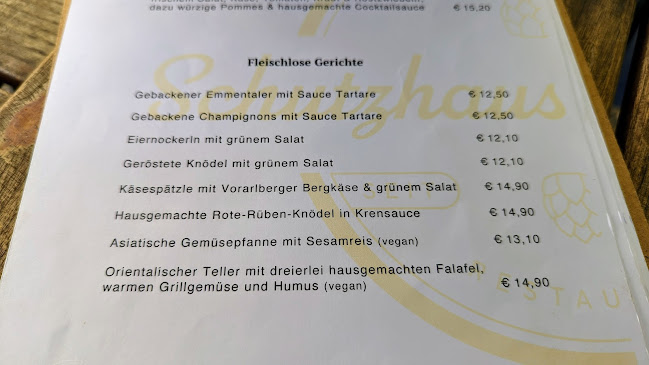 dazu würzige Pommes & hausgemachte Cocktailsauce € 15,20
Fleischlose Gerichte
Schutzhaus
Gebackener Emmentaler mit Sauce Tartare € 12,50
Gebackene Champignons mit Sauce Tartare € 12,50
Eiernockerln mit grünem Salat € 12,10
Geröstete Knödel mit grünem Salat € 12,10
Käsespätzle mit Vorarlberger Bergkäse & grünem Salat € 14,90
Hausgemachte Rote-Rüben-Knödel in Krensauce € 14,90
Asiatische Gemüsepfanne mit Sesamreis (vegan) € 13,10
Orientalischer Teller mit dreierlei hausgemachten Falafel,
warmen Grillgemüse und Humus (vegan) € 14,90